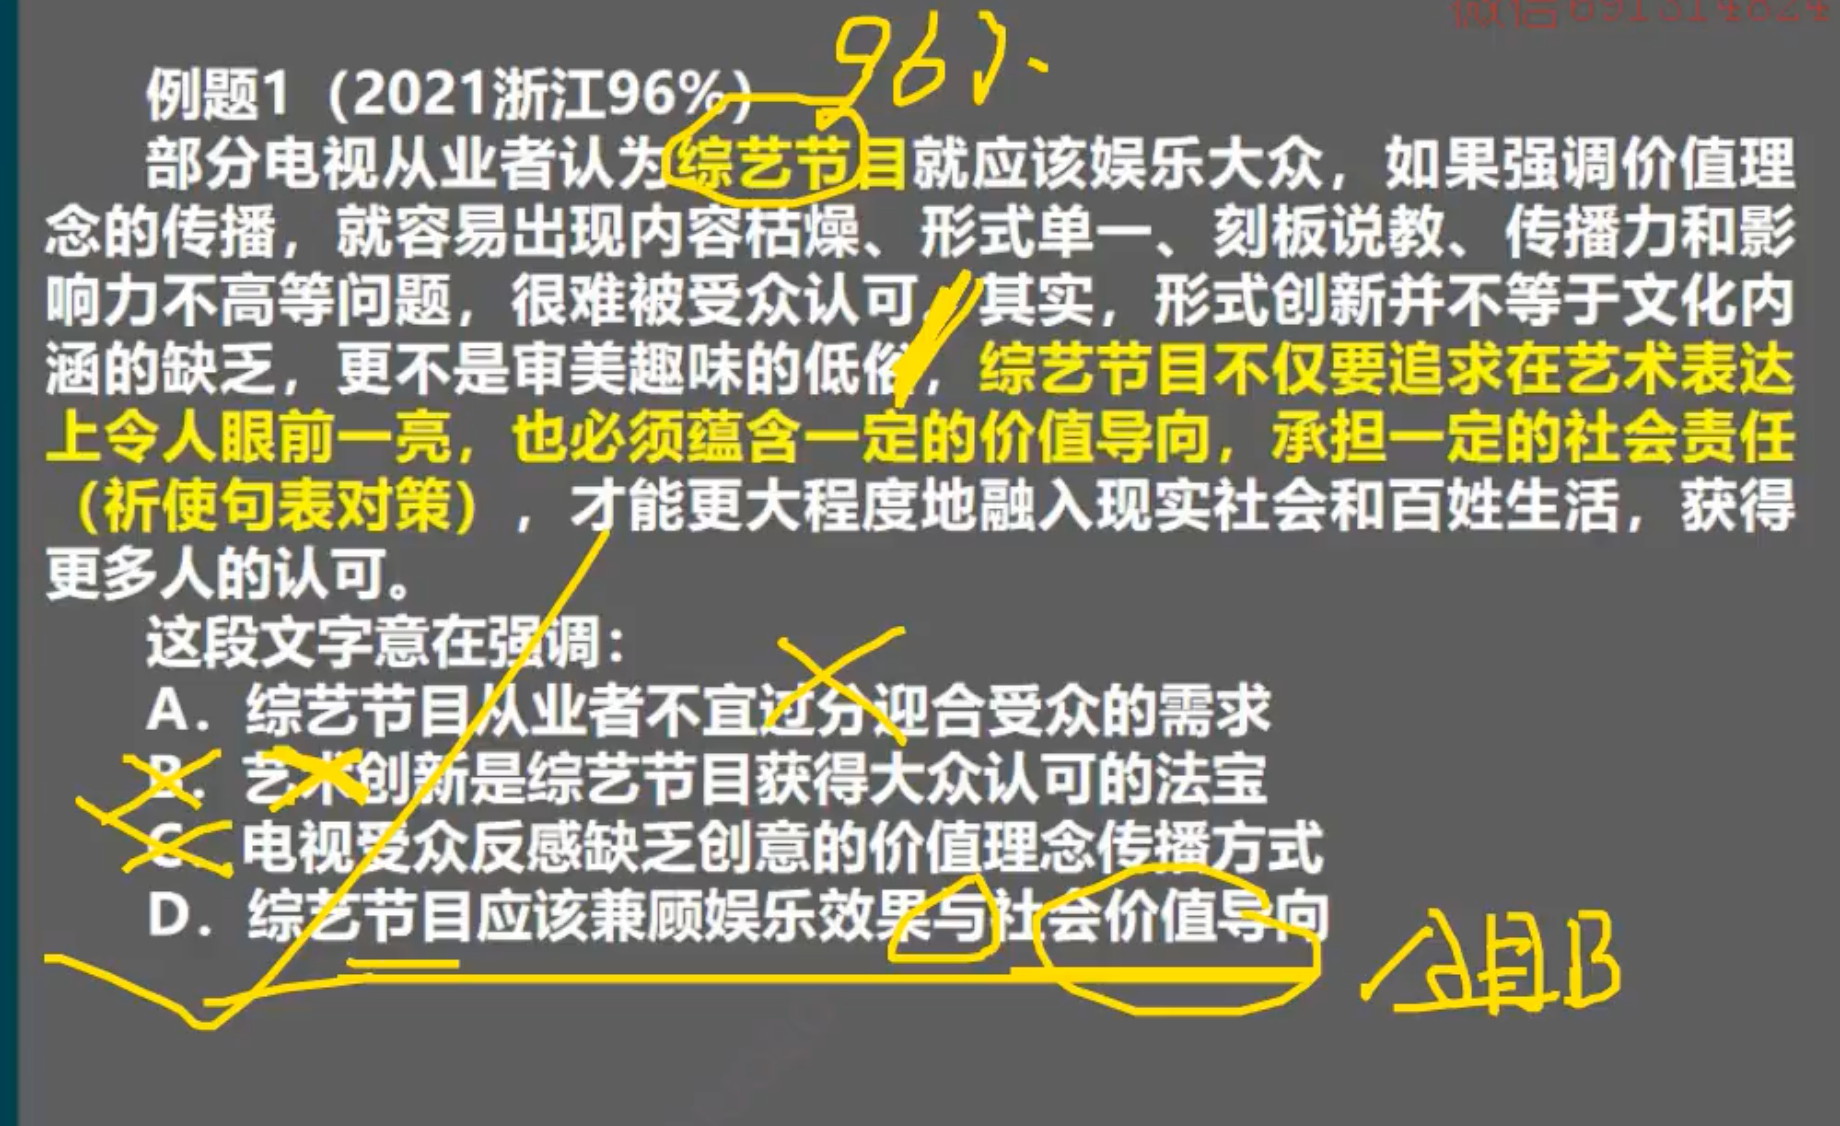 微信691314824
96%.
例题1（2021浙江96%）
部分电视从业者认为综艺节目就应该娱乐大众，如果强调价值理
念的传播，就容易出现内容枯燥、形式单一、刻板说教、传播力和影
响力不高等问题，很难被受众认可。其实，形式创新并不等于文化内
涵的缺乏，更不是审美趣味的低俗，综艺节目不仅要追求在艺术表达
上令人眼前一亮，也必须蕴含一定的价值导向，承担一定的社会责任
（祈使句表对策），才能更大程度地融入现实社会和百姓生活，获得
更多人的认可。
这段文字意在强调：
A．综艺节目从业者不宜过分迎合受众的需求
B．艺术创新是综艺节目获得大众认可的法宝
C．电视受众反感缺乏创意的价值理念传播方式
D．综艺节目应该兼顾娱乐效果与社会价值导向